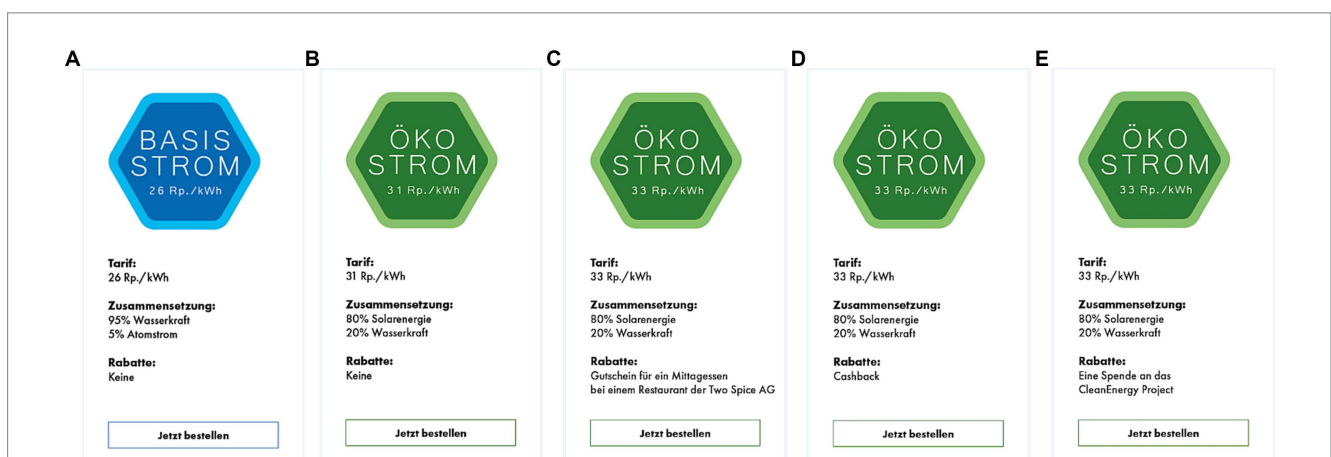 A
BASIS
STROM
26 Rp./kWh
Tarif:
26 Rp./kWh
Zusammensetzung:
95% Wasserkraft
5% Atomstrom
Rabatte:
Keine
Jetzt bestellen
B
ÖKO
STROM
31 Rp./kWh
Tarif:
31 Rp./kWh
Zusammensetzung:
80% Solarenergie
20% Wasserkraft
Rabatte:
Keine
Jetzt bestellen
C
ÖKO
STROM
33 Rp./kWh
Tarif:
33 Rp./kWh
Zusammensetzung:
80% Solarenergie
20% Wasserkraft
Rabatte:
Gutschein für ein Mittagessen
bei einem Restaurant der Two Spice AG
Jetzt bestellen
D
ÖKO
STROM
33 Rp./kWh
Tarif:
33 Rp./kWh
Zusammensetzung:
80% Solarenergie
20% Wasserkraft
Rabatte:
Cashback
Jetzt bestellen
E
ÖKO
STROM
33 Rp./kWh
Tarif:
33 Rp./kWh
Zusammensetzung:
80% Solarenergie
20% Wasserkraft
Rabatte:
Eine Spende an das
CleanEnergy Project
Jetzt bestellen